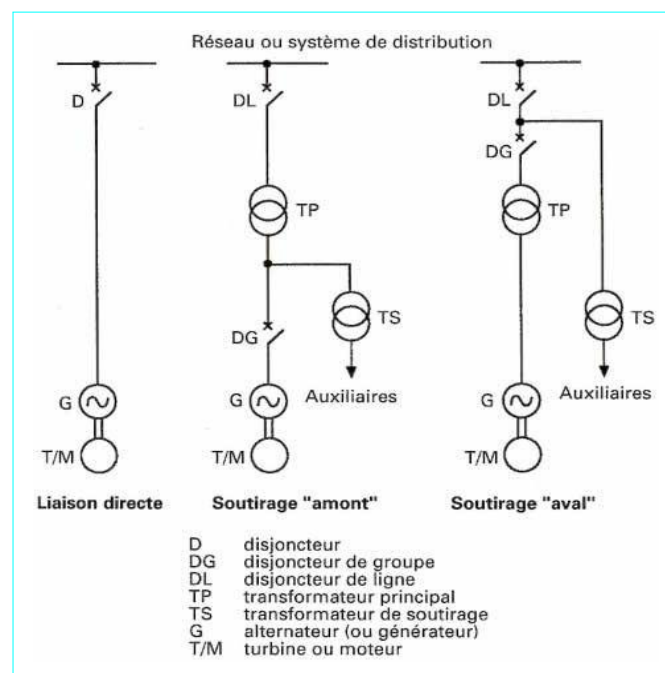 Réseau ou système de distribution
D
DL
DL
DG
TP
TP
TS
TS
DG
Auxiliaires
Auxiliaires
G
G
G
T/M
T/M
T/M
Liaison directe
Soutirage "amont"
Soutirage "aval"
D disjoncteur
DG disjoncteur de groupe
DL disjoncteur de ligne
TP transformateur principal
TS transformateur de soutirage
G alternateur (ou générateur)
T/M turbine ou moteur